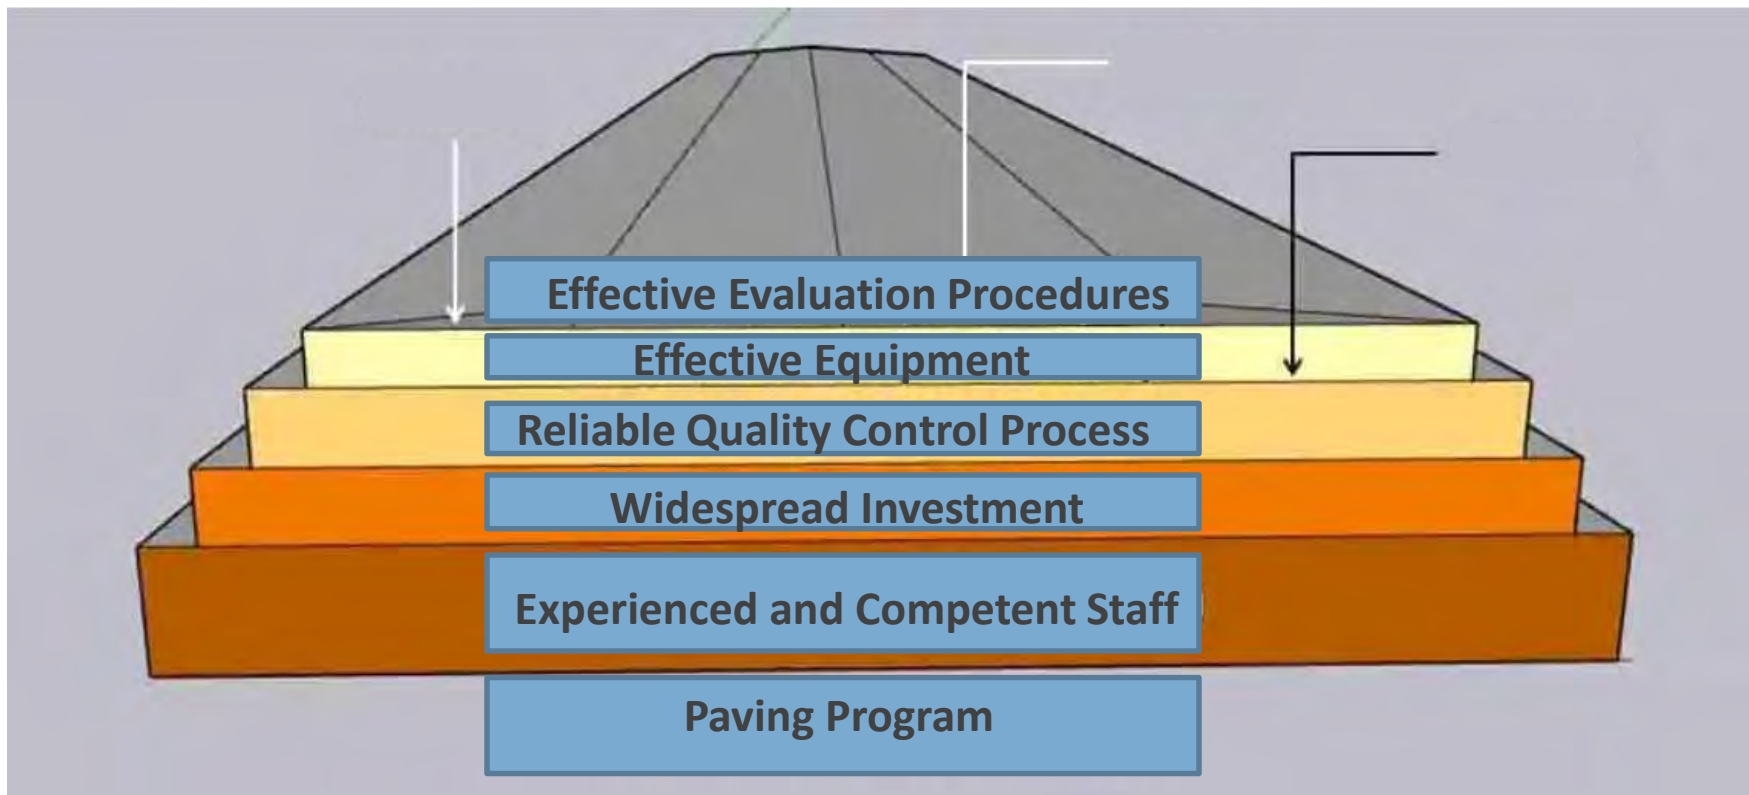 Effective Evaluation Procedures
Effective Equipment
Reliable Quality Control Process
Widespread Investment
Experienced and Competent Staff
Paving Program